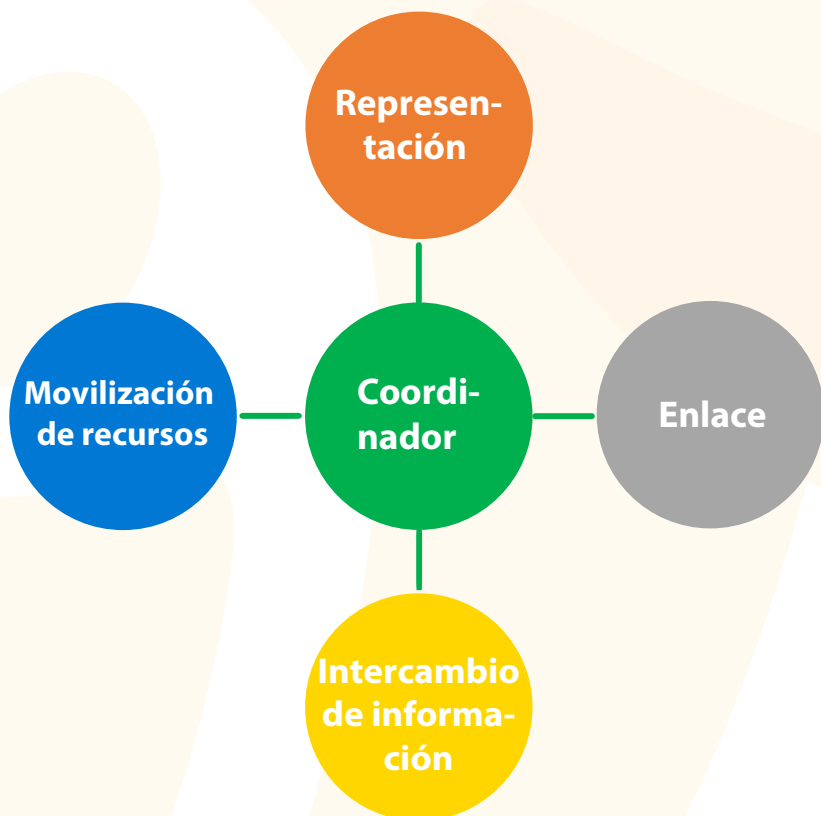 Represen-
tación
Movilización
de recursos
Coordi-
nador
Enlace
Intercambio
de informa-
ción